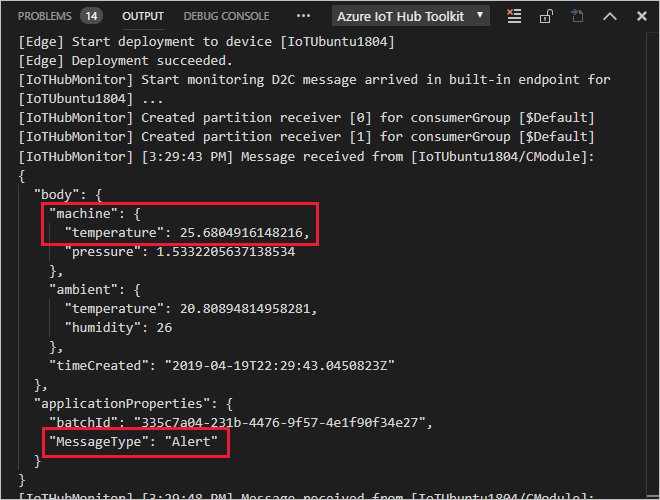 PROBLEMS 14 OUTPUT DEBUG CONSOLE ••• Azure IoT Hub Toolkit
[Edge] Start deployment to device [IoTUbuntu1804]
[Edge] Deployment succeeded.
[IoTHubMonitor] Start monitoring D2C message arrived in built-in endpoint for
[IoTUbuntu1804] ...
[IoTHubMonitor] Created partition receiver [0] for consumerGroup [$Default]
[IoTHubMonitor] Created partition receiver [1] for consumerGroup [$Default]
[IoTHubMonitor] [3:29:43 PM] Message received from [IoTUbuntu1804/CModule]:
{
  "body": {
    "machine": {
      "temperature": 25.6804916148216,
      "pressure": 1.5332205637138534
    },
    "ambient": {
      "temperature": 20.80894814958281,
      "humidity": 26
    },
    "timeCreated": "2019-04-19T22:29:43.0450823Z"
  },
  "applicationProperties": {
    "batchId": "335c7a04-231b-4476-9f57-4e1f90f34e27",
    "MessageType": "Alert"
  }
}
[IoTHubMonitor] [3:29:48 PM] Message received from [IoTUbuntu1804/CModule]: